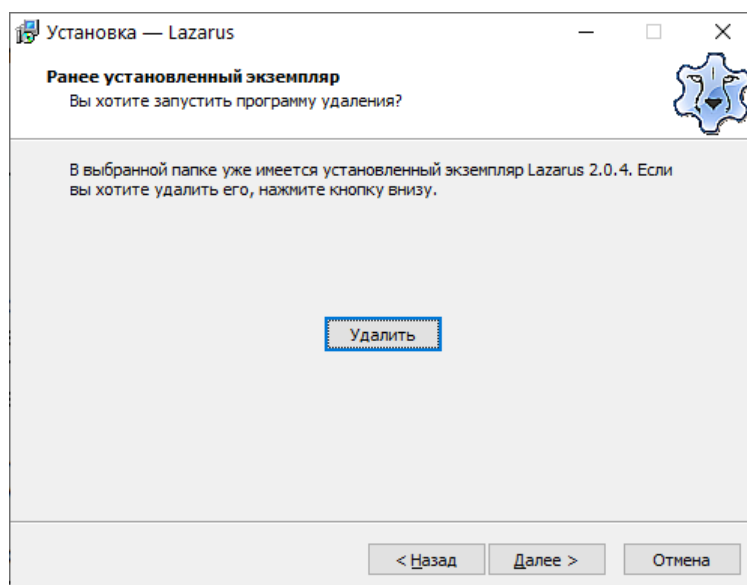 Установка — Lazarus
Ранее установленный экземпляр
Вы хотите запустить программу удаления?
В выбранной папке уже имеется установленный экземпляр Lazarus 2.0.4. Если
вы хотите удалить его, нажмите кнопку внизу.
Удалить
< Назад
Далее >
Отмена